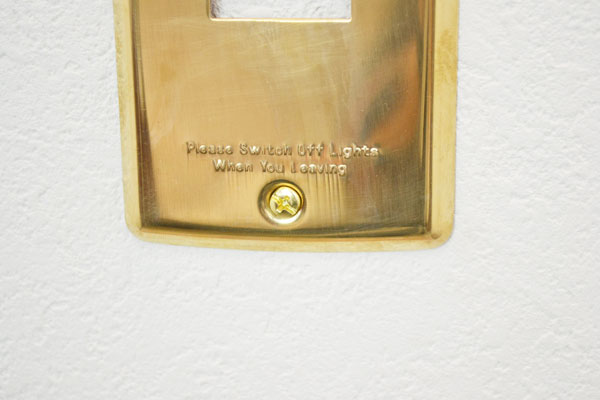 Please Switch Off Lights
When You Leaving